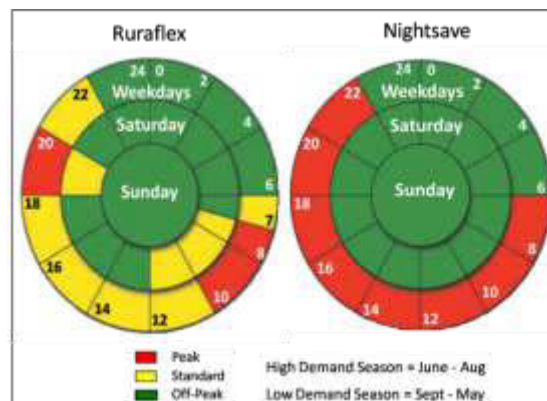 Ruraflex
24 0 2
22 Weekdays 4
Saturday
20
Sunday
6
18 7
8
16 10
14 12
Nightsave
24 0 2
22 Weekdays 4
Saturday
20
Sunday
6
18
8
16 10
14 12
Peak
Standard
Off-Peak
High Demand Season = June - Aug
Low Demand Season = Sept - May